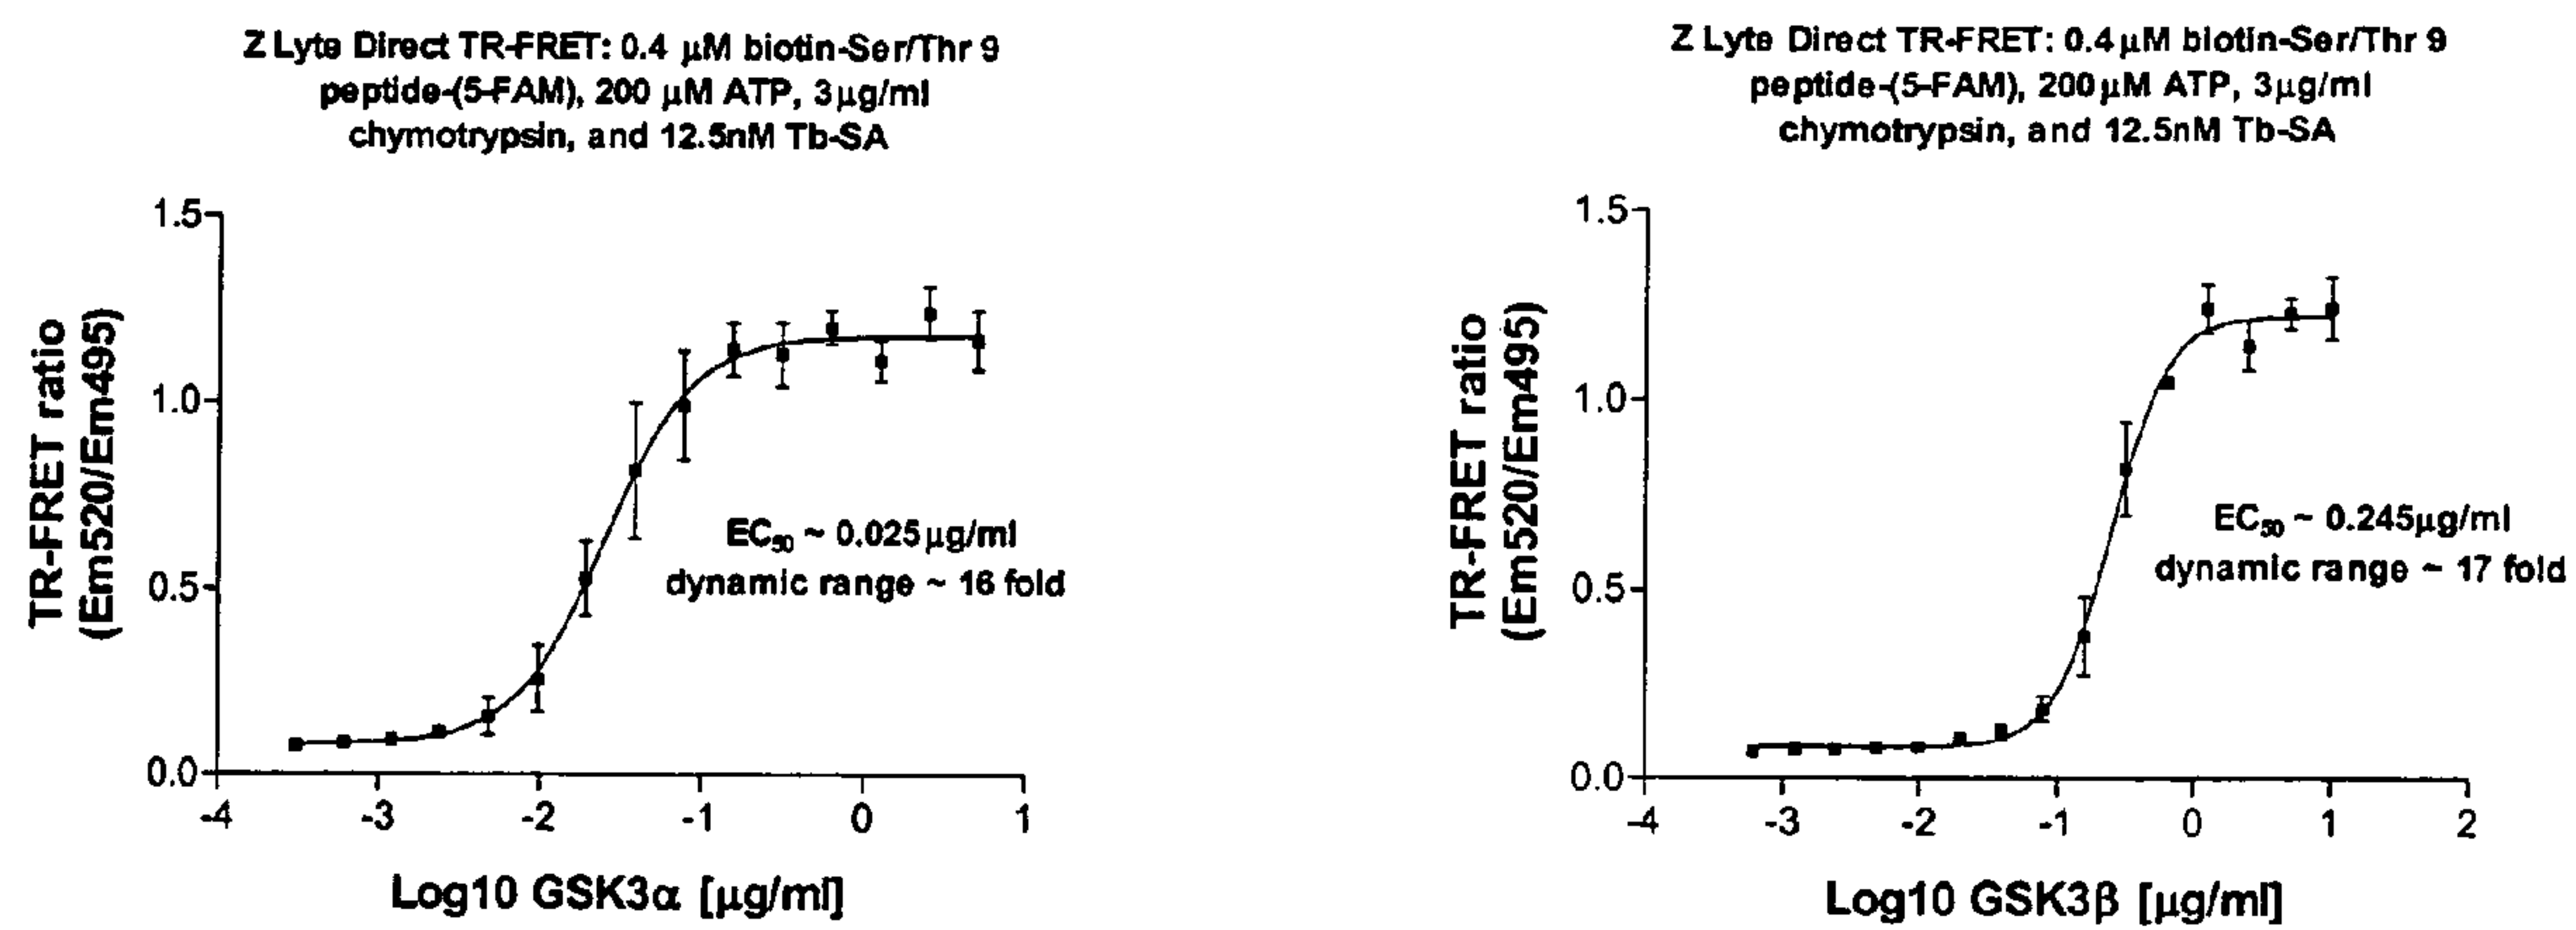 Z Lyte Direct TR-FRET: 0.4 µM biotin-Ser/Thr 9
peptide-(5-FAM), 200 µM ATP, 3µg/ml
chymotrypsin, and 12.5nM Tb-SA
1.5
1.0
0.5
0.0
TR-FRET ratio
(Em520/Em495)
EC50 ~ 0.025µg/ml
dynamic range ~ 16 fold
-4 -3 -2 -1 0 1
Log10 GSK3α [µg/ml]
Z Lyte Direct TR-FRET: 0.4µM biotin-Ser/Thr 9
peptide-(5-FAM), 200µM ATP, 3µg/ml
chymotrypsin, and 12.5nM Tb-SA
1.5
1.0
0.5
0.0
TR-FRET ratio
(Em520/Em495)
EC50 ~ 0.245µg/ml
dynamic range ~ 17 fold
-4 -3 -2 -1 0 1 2
Log10 GSK3β [µg/ml]